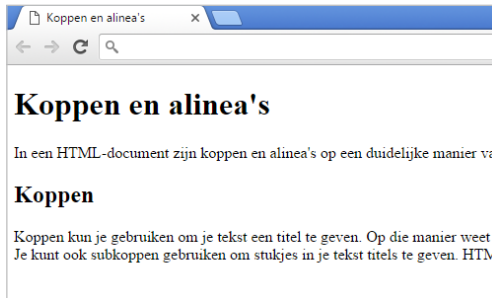 Koppen en alinea's
Koppen en alinea's
In een HTML-document zijn koppen en alinea's op een duidelijke manier
Koppen
Koppen kun je gebruiken om je tekst een titel te geven. Op die manier weet
Je kunt ook subkoppen gebruiken om stukjes in je tekst titels te geven.